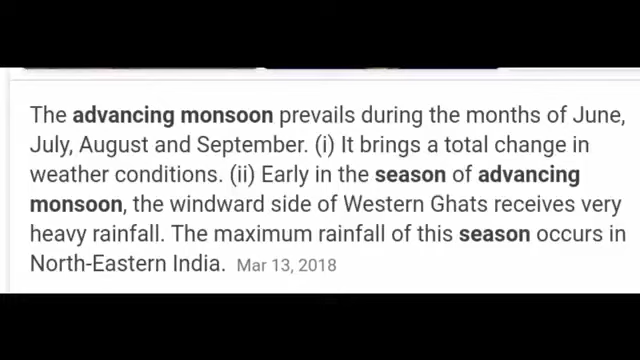 The advancing monsoon prevails during the months of June,
July, August and September. (i) It brings a total change in
weather conditions. (ii) Early in the season of advancing
monsoon, the windward side of Western Ghats receives very
heavy rainfall. The maximum rainfall of this season occurs in
North-Eastern India. Mar 13, 2018